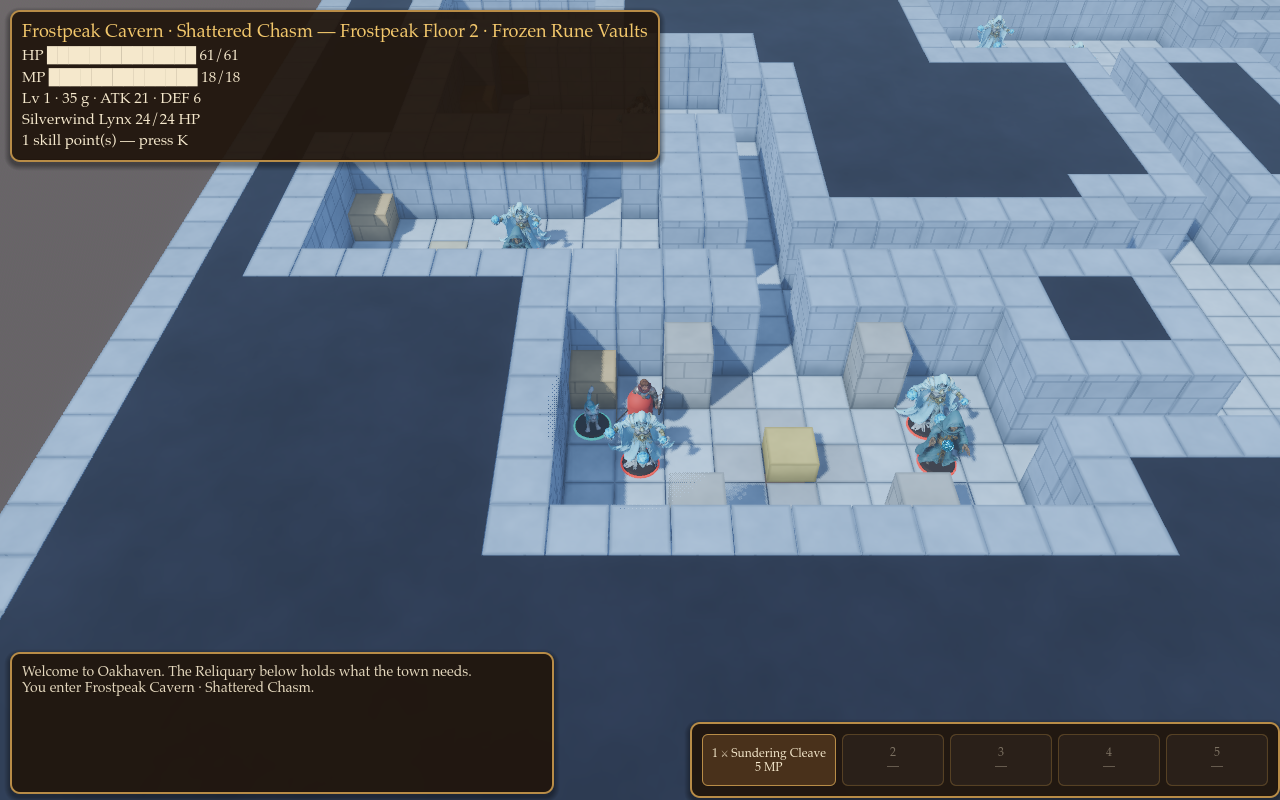 Frostpeak Cavern · Shattered Chasm — Frostpeak Floor 2 · Frozen Rune Vaults
HP 61/61
MP 18/18
Lv 1 · 35 g · ATK 21 · DEF 6
Silverwind Lynx 24/24 HP
1 skill point(s) — press K
Welcome to Oakhaven. The Reliquary below holds what the town needs.
You enter Frostpeak Cavern · Shattered Chasm.
1 ⚔ Sundering Cleave
5 MP
2
—
3
—
4
—
5
—